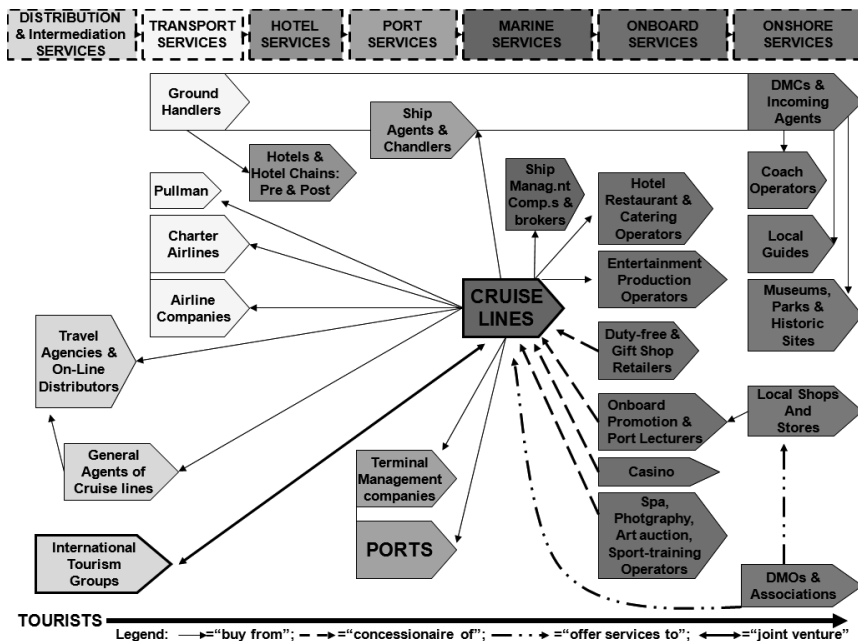 DISTRIBUTION
& Intermediation
SERVICES
TRANSPORT
SERVICES
HOTEL
SERVICES
PORT
SERVICES
MARINE
SERVICES
ONBOARD
SERVICES
ONSHORE
SERVICES
Ground
Handlers
Ship
Agents &
Chandlers
DMCs &
Incoming
Agents
Hotels &
Hotel Chains:
Pre & Post
Ship
Manag.nt
Comp.s &
brokers
Hotel
Restaurant &
Catering
Operators
Coach
Operators
Pullman
Charter
Airlines
Local
Guides
Entertainment
Production
Operators
Airline
Companies
CRUISE
LINES
Museums,
Parks &
Historic
Sites
Travel
Agencies &
On-Line
Distributors
Duty-free &
Gift Shop
Retailers
Onboard
Promotion &
Port Lecturers
Local Shops
And
Stores
General
Agents of
Cruise lines
Terminal
Management
companies
Casino
Spa,
Photgraphy,
Art auction,
Sport-training
Operators
International
Tourism
Groups
PORTS
DMOs &
Associations
TOURISTS
Legend: ="buy from"; ="concessionaire of"; ="offer services to"; ="joint venture"